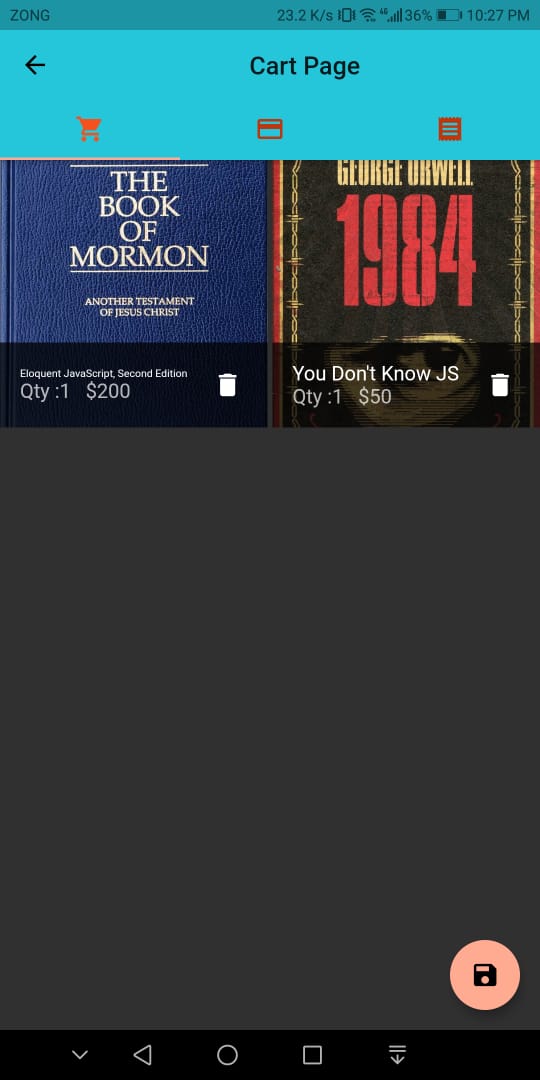 ZONG 23.2 K/s 4G 36% 10:27 PM
Cart Page
THE
BOOK
OF
MORMON
ANOTHER TESTAMENT
OF JESUS CHRIST
GEORGE ORWELL
1984
Eloquent JavaScript, Second Edition
Qty :1 $200
You Don't Know JS
Qty :1 $50